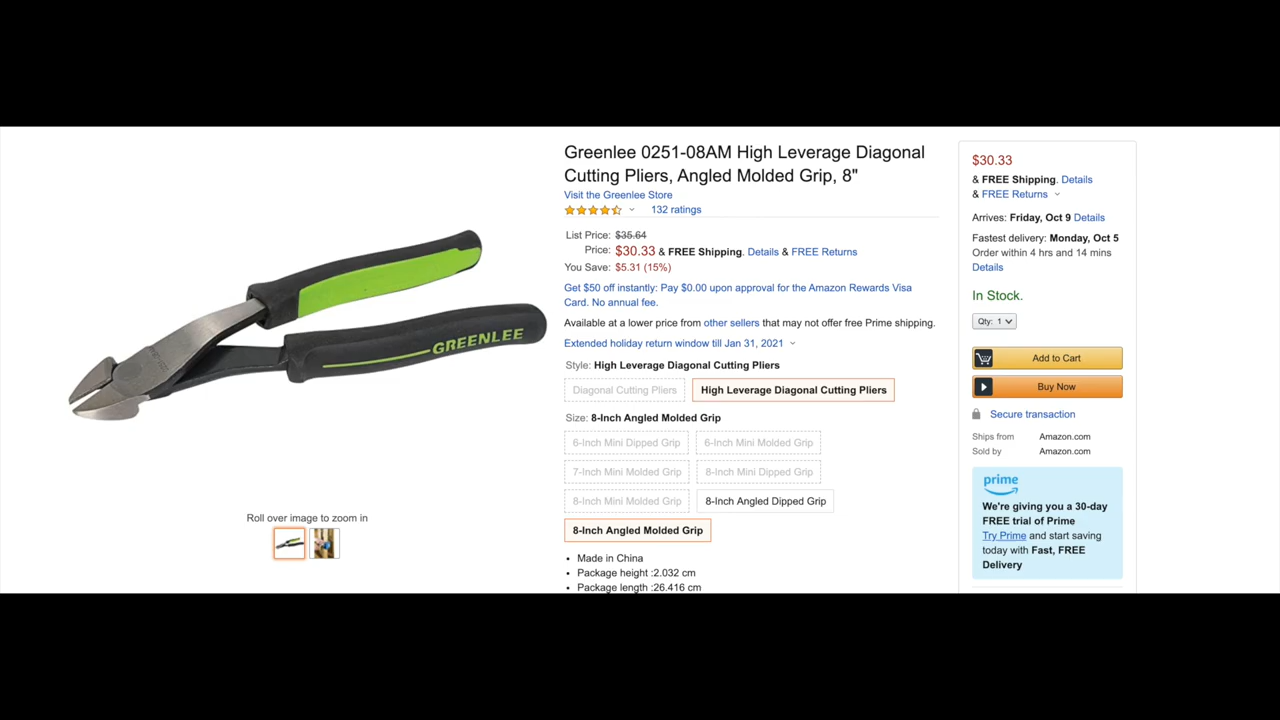 GREENLEE
Roll over image to zoom in
Greenlee 0251-08AM High Leverage Diagonal
Cutting Pliers, Angled Molded Grip, 8"
Visit the Greenlee Store
132 ratings
List Price: $35.64
Price: $30.33 & FREE Shipping. Details & FREE Returns
You Save: $5.31 (15%)
Get $50 off instantly: Pay $0.00 upon approval for the Amazon Rewards Visa
Card. No annual fee.
Available at a lower price from other sellers that may not offer free Prime shipping.
Extended holiday return window till Jan 31, 2021
Style: High Leverage Diagonal Cutting Pliers
Diagonal Cutting Pliers
High Leverage Diagonal Cutting Pliers
Size: 8-Inch Angled Molded Grip
6-Inch Mini Dipped Grip
6-Inch Mini Molded Grip
7-Inch Mini Molded Grip
8-Inch Mini Dipped Grip
8-Inch Mini Molded Grip
8-Inch Angled Dipped Grip
8-Inch Angled Molded Grip
• Made in China
• Package height :2.032 cm
• Package length :26.416 cm
$30.33
& FREE Shipping. Details
& FREE Returns
Arrives: Friday, Oct 9 Details
Fastest delivery: Monday, Oct 5
Order within 4 hrs and 14 mins
Details
In Stock.
Qty: 1
Add to Cart
Buy Now
Secure transaction
Ships from Amazon.com
Sold by Amazon.com
prime
We're giving you a 30-day
FREE trial of Prime
Try Prime and start saving
today with Fast, FREE
Delivery